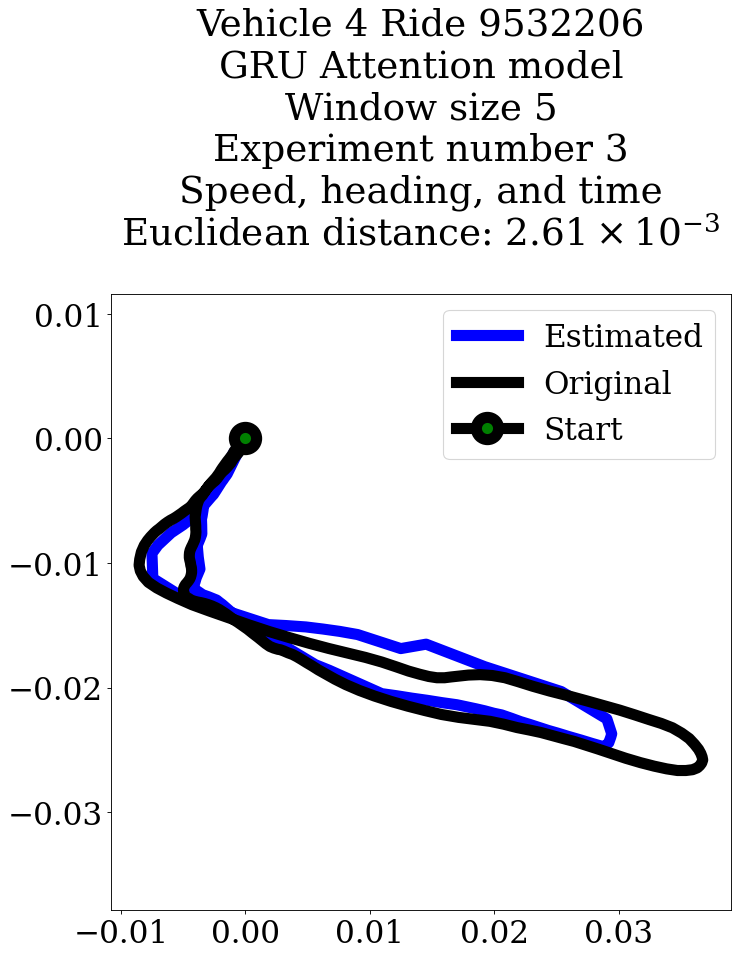 Vehicle 4 Ride 9532206
GRU Attention model
Window size 5
Experiment number 3
Speed, heading, and time
Euclidean distance: 2.61 × 10⁻³
Estimated
Original
Start
0.01
0.00
−0.01
−0.02
−0.03
−0.01 0.00 0.01 0.02 0.03